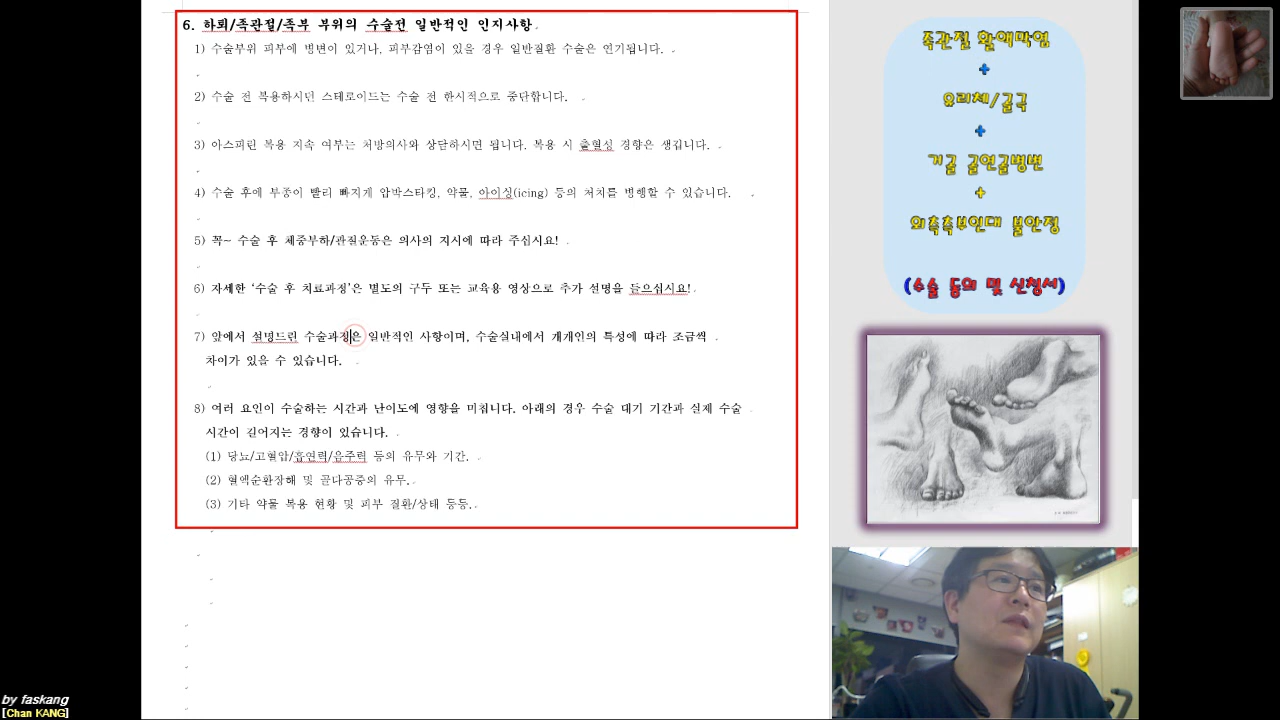 6. 하퇴/족관절/족부 부위의 수술전 일반적인 인지사항
1) 수술부위 피부에 병변이 있거나, 피부감염이 있을 경우 일반질환 수술은 연기됩니다.
2) 수술 전 복용하시던 스테로이드는 수술 전 한시적으로 중단합니다.
3) 아스피린 복용 지속 여부는 처방의사와 상담하시면 됩니다. 복용 시 출혈성 경향은 생깁니다.
4) 수술 후에 부종이 빨리 빠지게 압박스타킹, 약물, 아이싱(icing) 등의 처치를 병행할 수 있습니다.
5) 꼭~ 수술 후 체중부하/관절운동은 의사의 지시에 따라 주십시요!
6) 자세한 ‘수술 후 치료과정’은 별도의 구두 또는 교육용 영상으로 추가 설명을 들으십시요!
7) 앞에서 설명드린 수술과정은 일반적인 사항이며, 수술실내에서 개개인의 특성에 따라 조금씩
차이가 있을 수 있습니다.
8) 여러 요인이 수술하는 시간과 난이도에 영향을 미칩니다. 아래의 경우 수술 대기 기간과 실제 수술
시간이 길어지는 경향이 있습니다.
(1) 당뇨/고혈압/흡연력/음주력 등의 유무와 기간.
(2) 혈액순환장해 및 골다공증의 유무.
(3) 기타 약물 복용 현황 및 피부 질환/상태 등등.
족관절 활액막염
+
유리체/골극
+
거골 골연골병변
+
외측측부인대 불안정
(수술 동의 및 신청서)
by faskang
[Chan KANG]